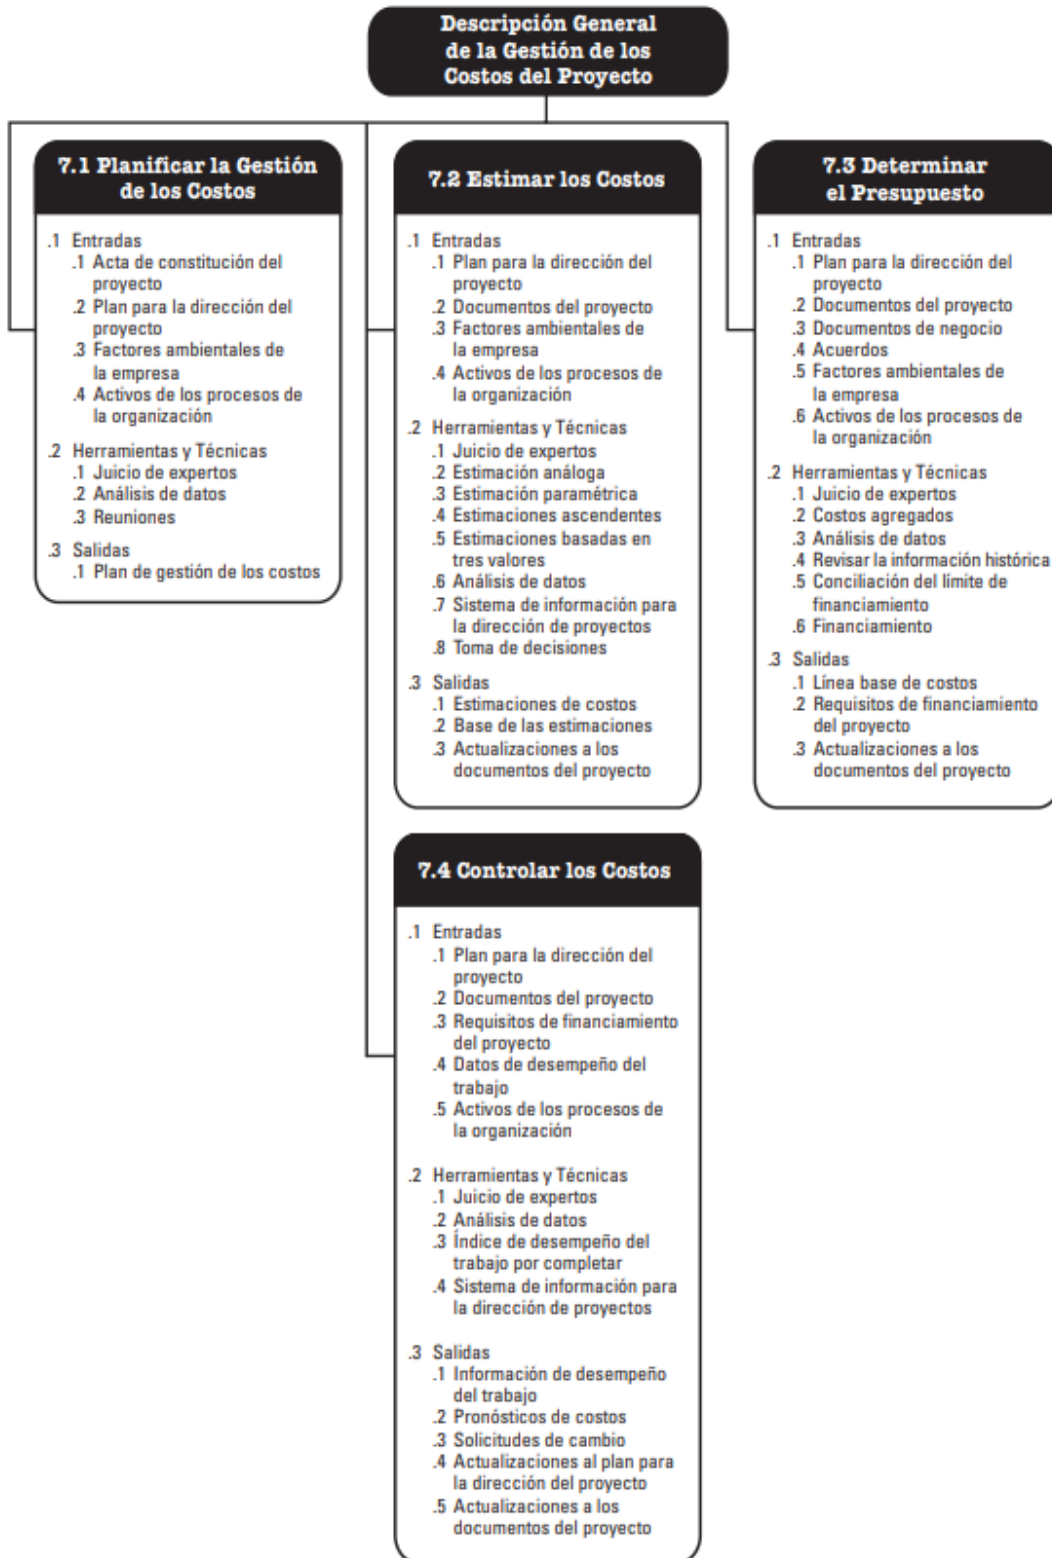 Descripción General
de la Gestión de los
Costos del Proyecto
7.1 Planificar la Gestión
de los Costos
.1 Entradas
.1 Acta de constitución del
proyecto
.2 Plan para la dirección del
proyecto
.3 Factores ambientales de
la empresa
.4 Activos de los procesos de
la organización
.2 Herramientas y Técnicas
.1 Juicio de expertos
.2 Análisis de datos
.3 Reuniones
.3 Salidas
.1 Plan de gestión de los costos
7.2 Estimar los Costos
.1 Entradas
.1 Plan para la dirección del
proyecto
.2 Documentos del proyecto
.3 Factores ambientales de
la empresa
.4 Activos de los procesos de
la organización
.2 Herramientas y Técnicas
.1 Juicio de expertos
.2 Estimación análoga
.3 Estimación paramétrica
.4 Estimaciones ascendentes
.5 Estimaciones basadas en
tres valores
.6 Análisis de datos
.7 Sistema de información para
la dirección de proyectos
.8 Toma de decisiones
.3 Salidas
.1 Estimaciones de costos
.2 Base de las estimaciones
.3 Actualizaciones a los
documentos del proyecto
7.3 Determinar
el Presupuesto
.1 Entradas
.1 Plan para la dirección del
proyecto
.2 Documentos del proyecto
.3 Documentos de negocio
.4 Acuerdos
.5 Factores ambientales de
la empresa
.6 Activos de los procesos de
la organización
.2 Herramientas y Técnicas
.1 Juicio de expertos
.2 Costos agregados
.3 Análisis de datos
.4 Revisar la información histórica
.5 Conciliación del límite de
financiamiento
.6 Financiamiento
.3 Salidas
.1 Línea base de costos
.2 Requisitos de financiamiento
del proyecto
.3 Actualizaciones a los
documentos del proyecto
7.4 Controlar los Costos
.1 Entradas
.1 Plan para la dirección del
proyecto
.2 Documentos del proyecto
.3 Requisitos de financiamiento
del proyecto
.4 Datos de desempeño del
trabajo
.5 Activos de los procesos de
la organización
.2 Herramientas y Técnicas
.1 Juicio de expertos
.2 Análisis de datos
.3 Índice de desempeño del
trabajo por completar
.4 Sistema de información para
la dirección de proyectos
.3 Salidas
.1 Información de desempeño
del trabajo
.2 Pronósticos de costos
.3 Solicitudes de cambio
.4 Actualizaciones al plan para
la dirección del proyecto
.5 Actualizaciones a los
documentos del proyecto